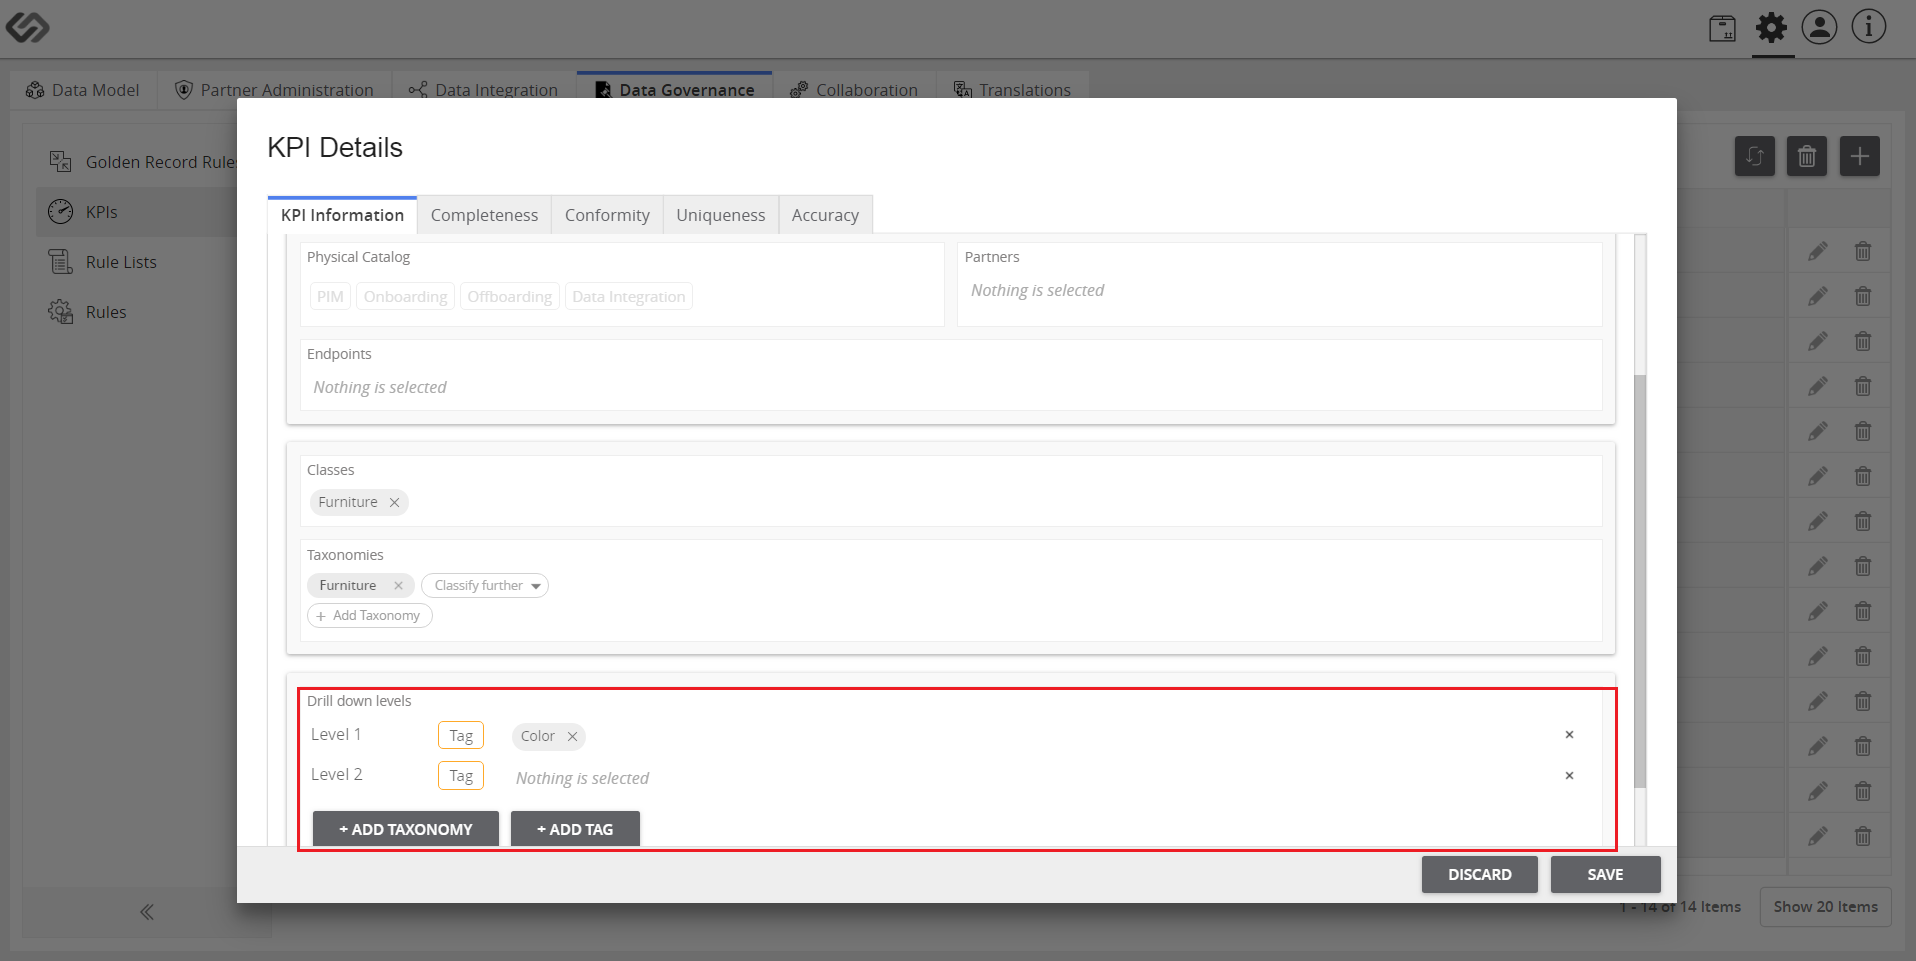 Data Model
Partner Administration
Data Integration
Data Governance
Collaboration
Translations
Golden Record Rules
KPIs
Rule Lists
Rules
KPI Details
KPI Information
Completeness
Conformity
Uniqueness
Accuracy
Physical Catalog
PIM
Onboarding
Offboarding
Data Integration
Partners
Nothing is selected
Endpoints
Nothing is selected
Classes
Furniture
Taxonomies
Furniture
Classify further
+ Add Taxonomy
Drill down levels
Level 1
Tag
Color
Level 2
Tag
Nothing is selected
+ ADD TAXONOMY
+ ADD TAG
DISCARD
SAVE
1 - 14 of 14 Items
Show 20 Items